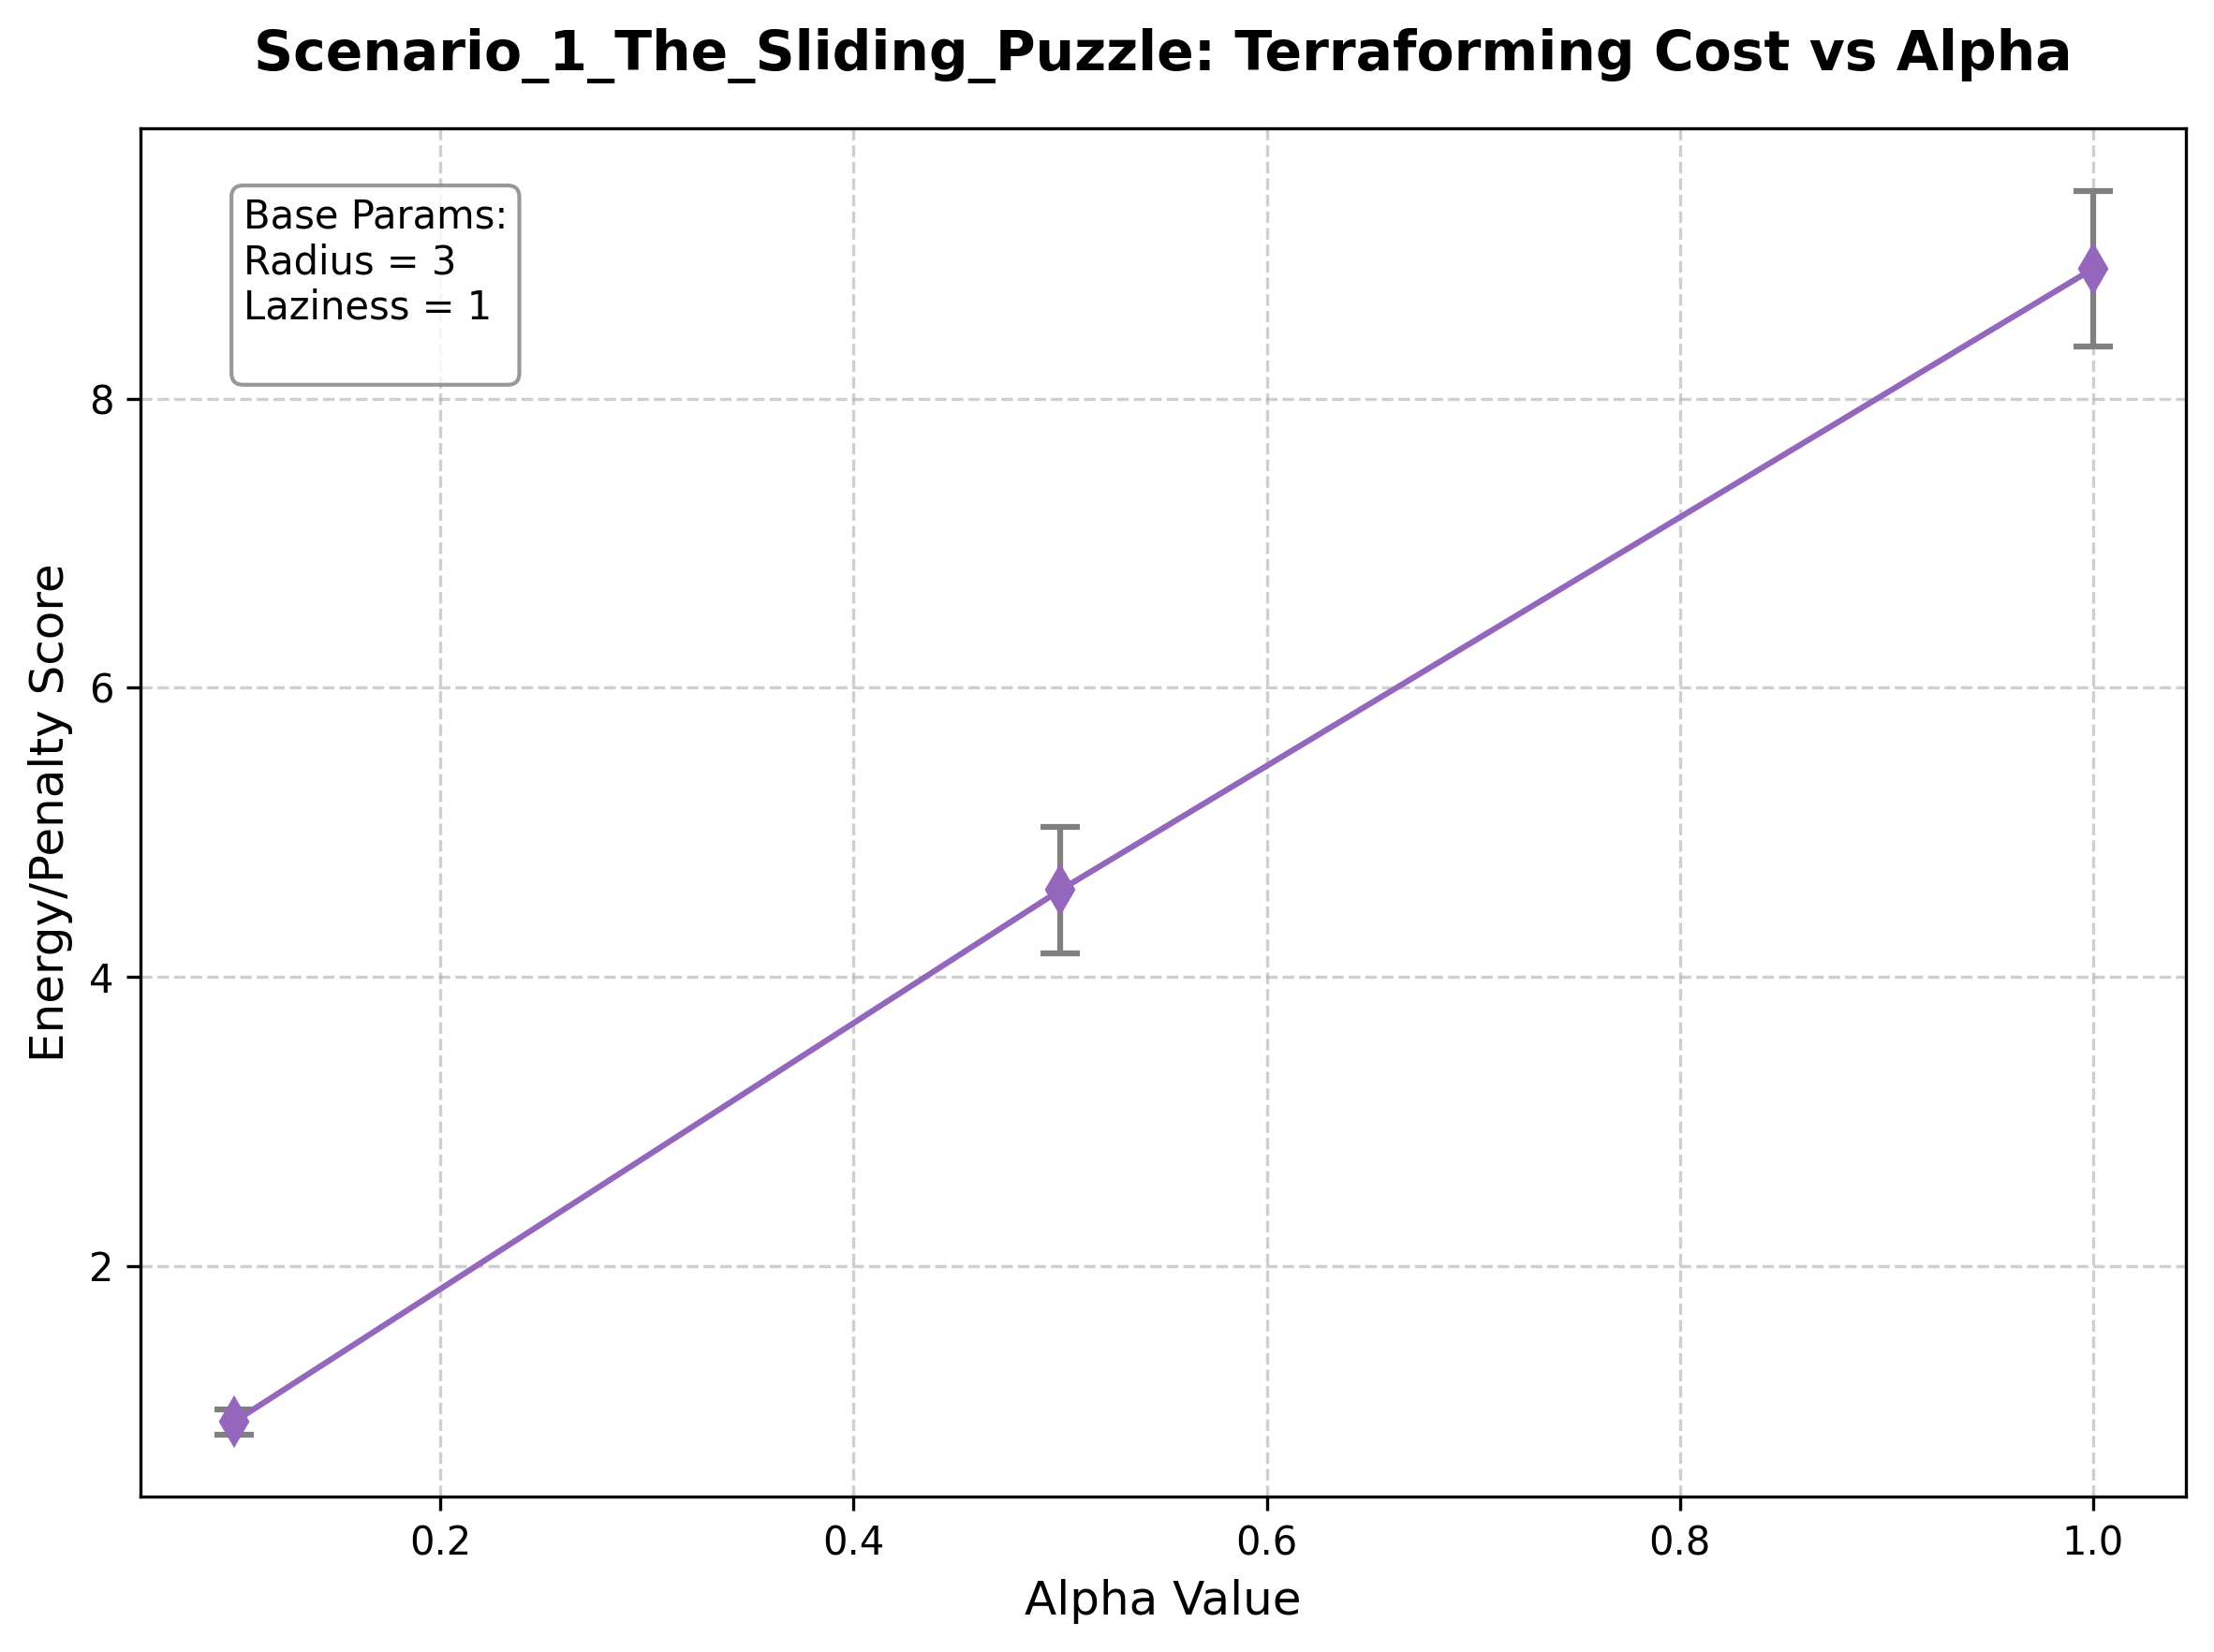 Scenario_1_The_Sliding_Puzzle: Terraforming Cost vs Alpha
Base Params:
Radius = 3
Laziness = 1
8
6
4
2
Energy/Penalty Score
0.2
0.4
0.6
0.8
1.0
Alpha Value